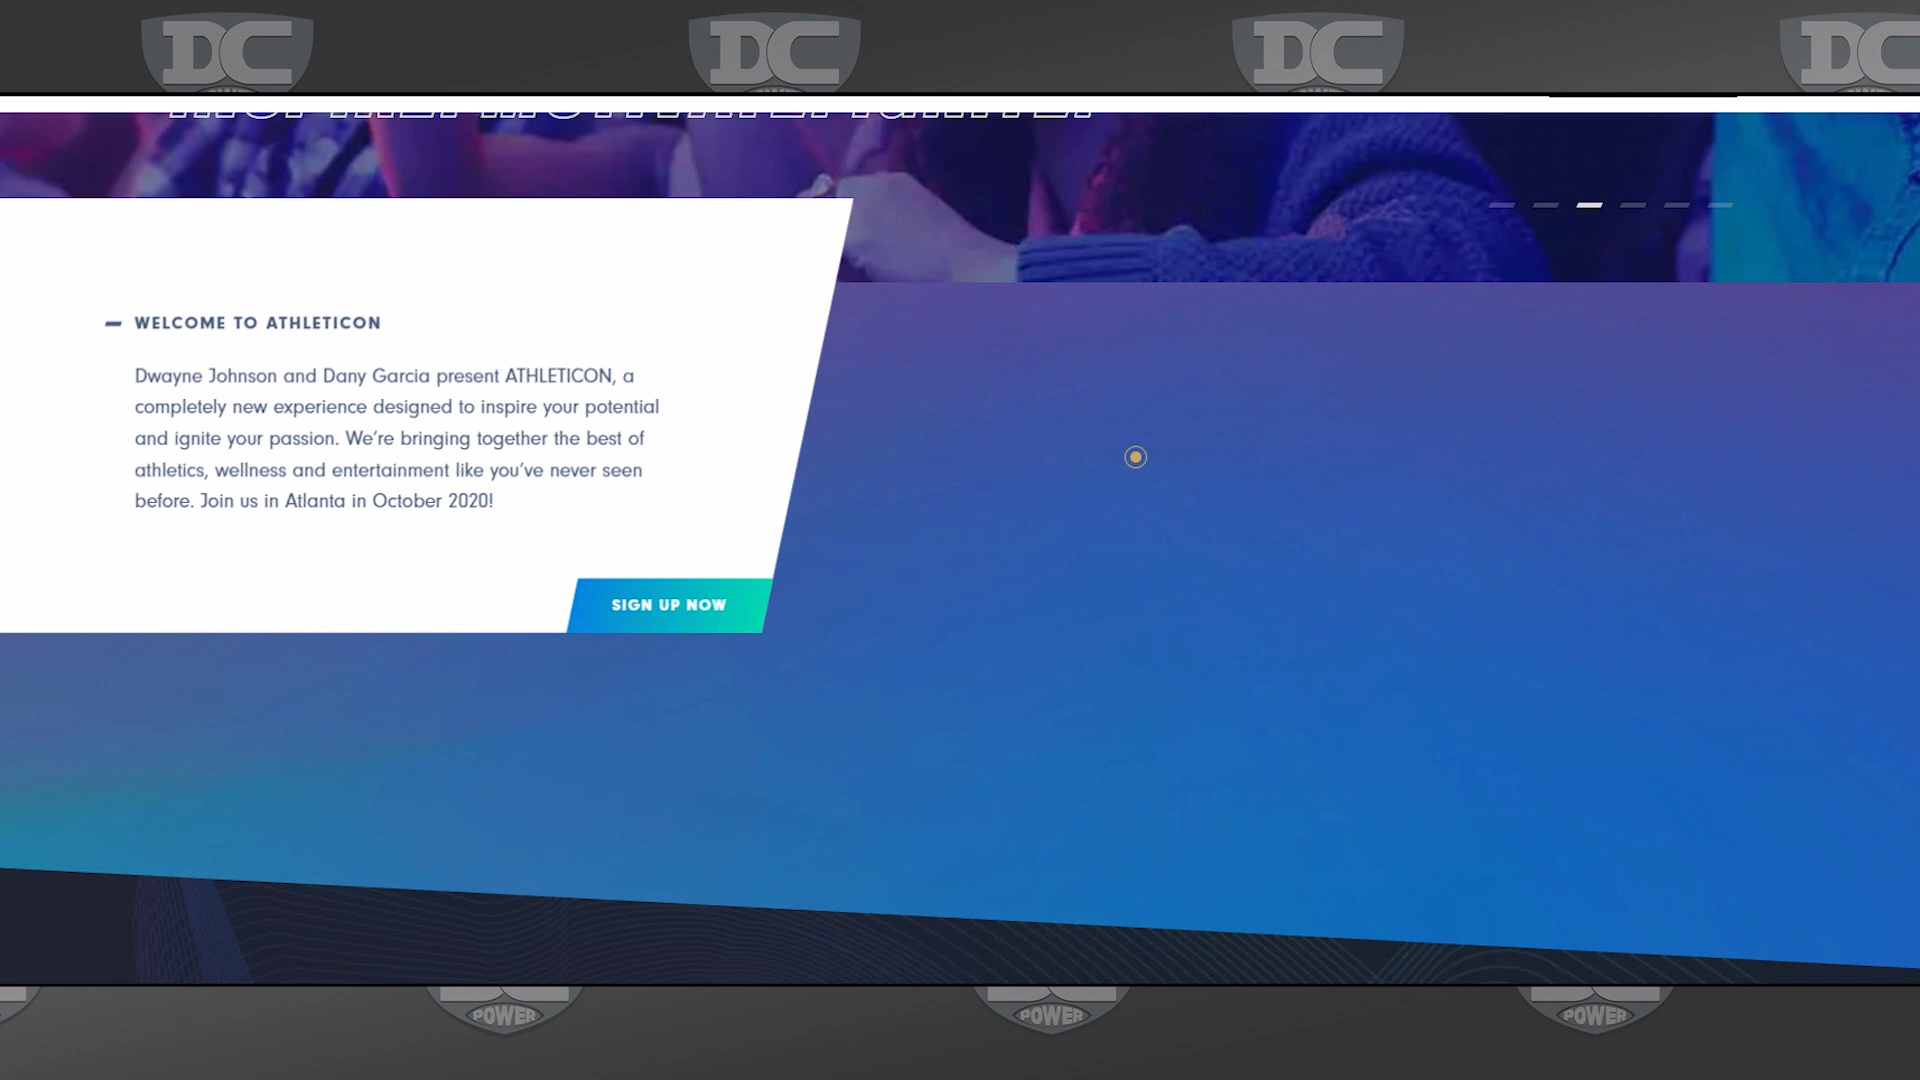 DC DC DC DC
WELCOME TO ATHLETICON
Dwayne Johnson and Dany Garcia present ATHLETICON, a
completely new experience designed to inspire your potential
and ignite your passion. We’re bringing together the best of
athletics, wellness and entertainment like you’ve never seen
before. Join us in Atlanta in October 2020!
SIGN UP NOW
POWER POWER POWER